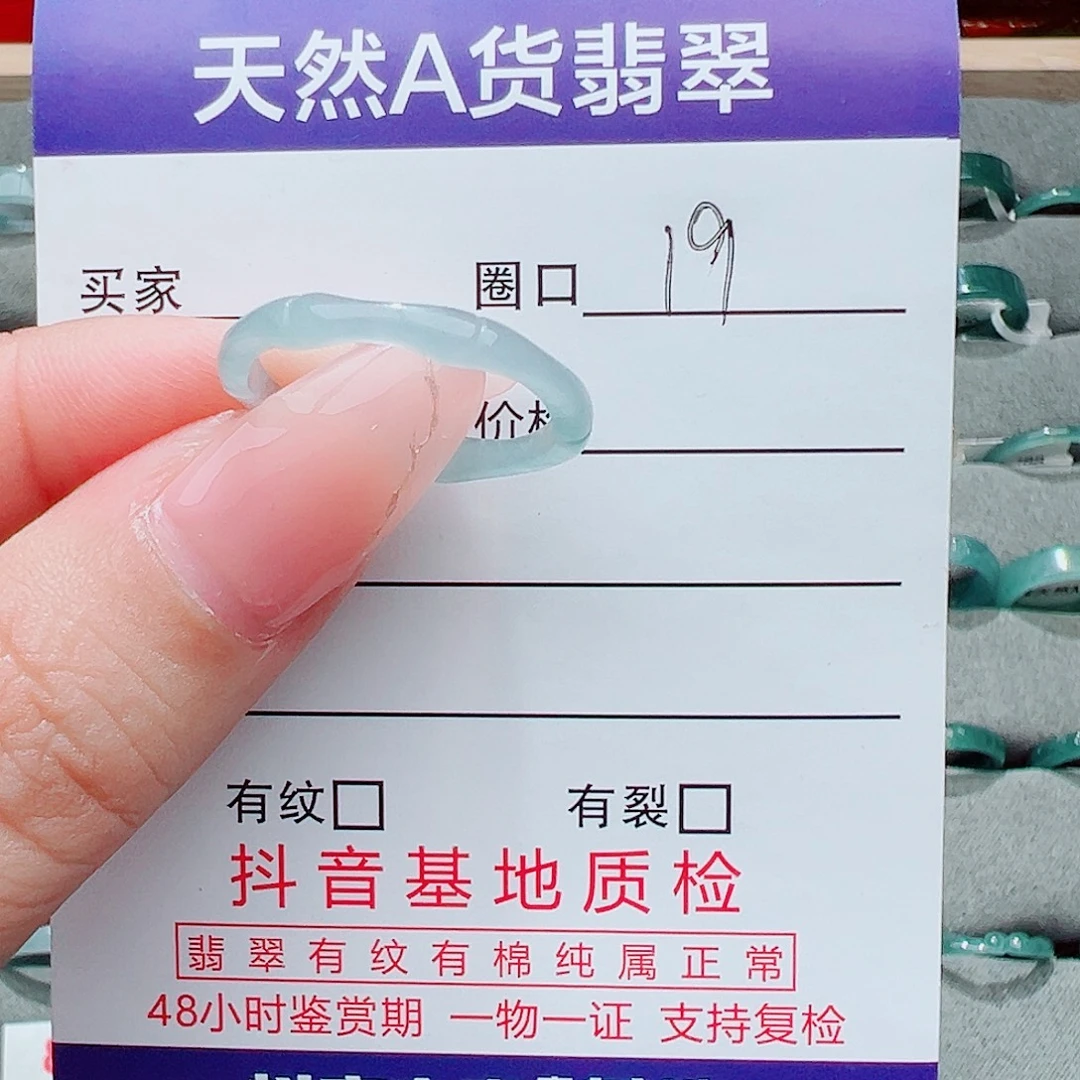 天然A货翡翠
买家 圈口 19
价格
有纹□ 有裂□
抖音基地质检
翡翠有纹有棉纯属正常
48小时鉴赏期 一物一证 支持复检